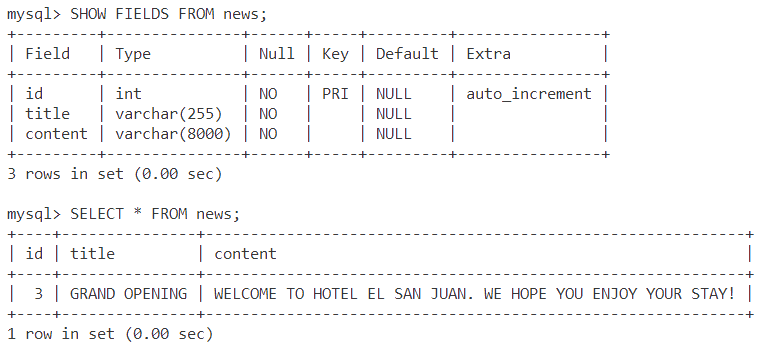 mysql> SHOW FIELDS FROM news;
+---------+---------------+------+-----+---------+----------------+
| Field   | Type          | Null | Key | Default | Extra          |
+---------+---------------+------+-----+---------+----------------+
| id      | int           | NO   | PRI | NULL    | auto_increment |
| title   | varchar(255)  | NO   |     | NULL    |                |
| content | varchar(8000) | NO   |     | NULL    |                |
+---------+---------------+------+-----+---------+----------------+
3 rows in set (0.00 sec)

mysql> SELECT * FROM news;
+----+---------------+--------------------------------------------------------+
| id | title         | content                                                |
+----+---------------+--------------------------------------------------------+
|  3 | GRAND OPENING | WELCOME TO HOTEL EL SAN JUAN. WE HOPE YOU ENJOY YOUR STAY! |
+----+---------------+--------------------------------------------------------+
1 row in set (0.00 sec)